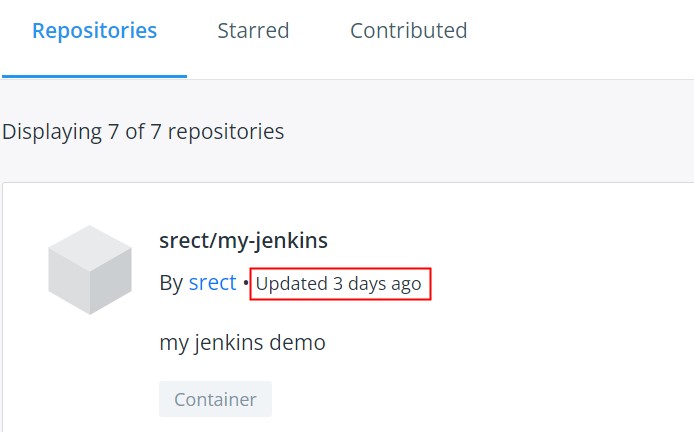 Repositories Starred Contributed
Displaying 7 of 7 repositories
srect/my-jenkins
By srect • Updated 3 days ago
my jenkins demo
Container